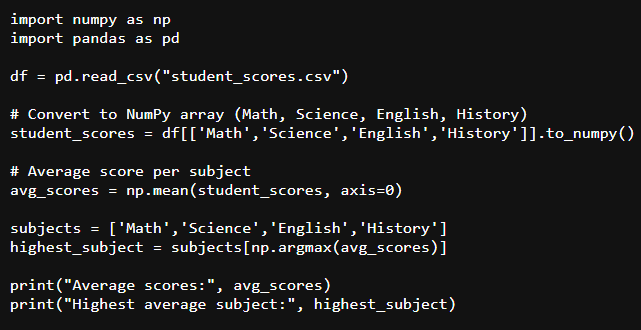 import numpy as np
import pandas as pd
df = pd.read_csv("student_scores.csv")
# Convert to NumPy array (Math, Science, English, History)
student_scores = df[['Math','Science','English','History']].to_numpy()
# Average score per subject
avg_scores = np.mean(student_scores, axis=0)
subjects = ['Math','Science','English','History']
highest_subject = subjects[np.argmax(avg_scores)]
print("Average scores:", avg_scores)
print("Highest average subject:", highest_subject)